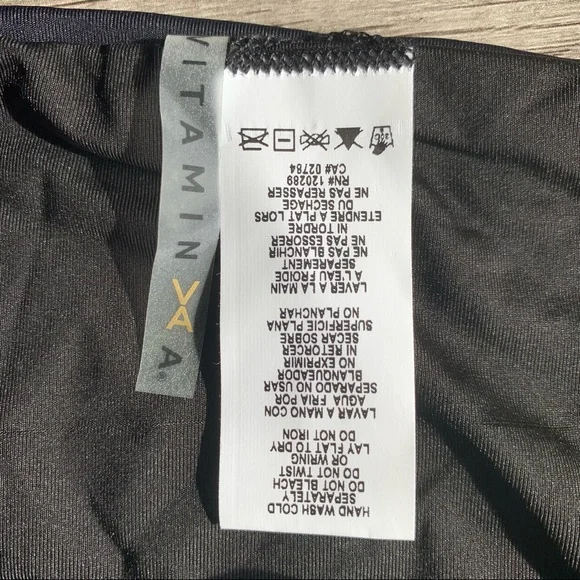 VITAMIN A®
VA
HAND WASH COLD
SEPARATELY
DO NOT BLEACH
DO NOT TWIST
OR WRING
LAY FLAT TO DRY
DO NOT IRON
LAVAR A MANO CON
AGUA FRIA POR
SEPARADO NO USAR
BLANQUEADOR
NO EXPRIMIR
NI RETORCER
SECAR SOBRE
SUPERFICIE PLANA
NO PLANCHAR
LAVER A LA MAIN
A L'EAU FROIDE
SEPAREMENT
NE PAS BLANCHIR
NE PAS ESSORER
NI TORDRE
ETENDRE A PLAT LORS
DU SECHAGE
NE PAS REPASSER
RN# 120289
CA# 02784